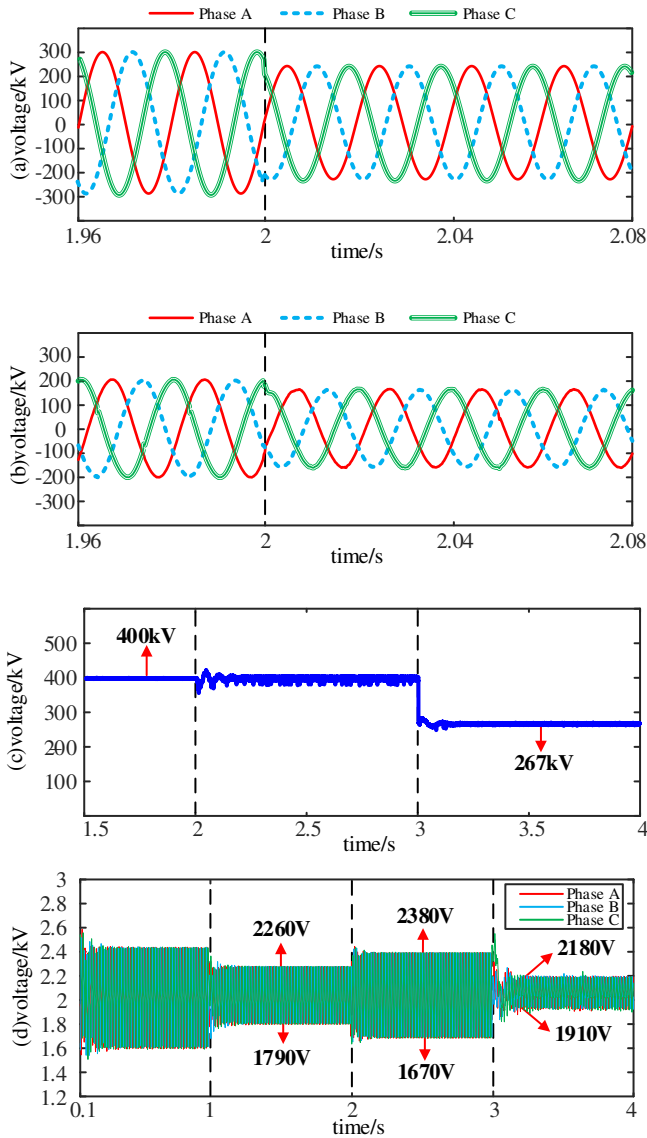 Phase A Phase B Phase C
(a)voltage/kV
300
200
100
0
-100
-200
-300
1.96 2 2.04 2.08
time/s
Phase A Phase B Phase C
(b)voltage/kV
300
200
100
0
-100
-200
-300
1.96 2 2.04 2.08
time/s
(c)voltage/kV
500
400
300
200
100
400kV
267kV
1.5 2 2.5 3 3.5 4
time/s
(d)voltage/kV
3
2.8
2.6
2.4
2.2
2
1.8
1.6
1.4
1.2
Phase A
Phase B
Phase C
2260V
2380V
2180V
1790V
1670V
1910V
0.1 1 2 3 4
time/s